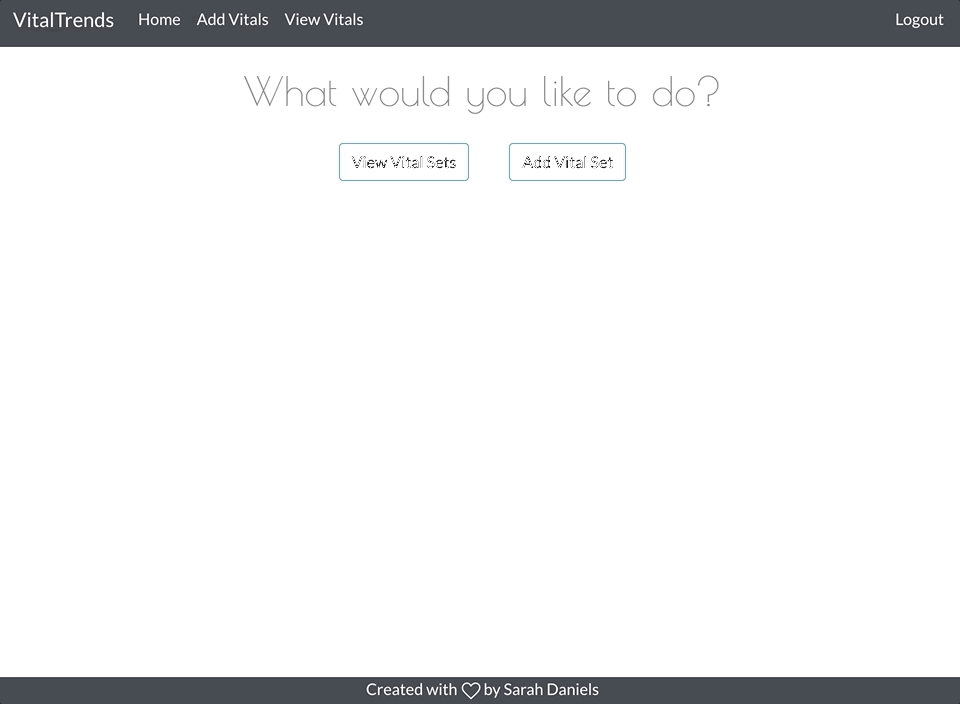 VitalTrends Home Add Vitals View Vitals Logout
What would you like to do?
View Vital Sets Add Vital Set
Created with by Sarah Daniels